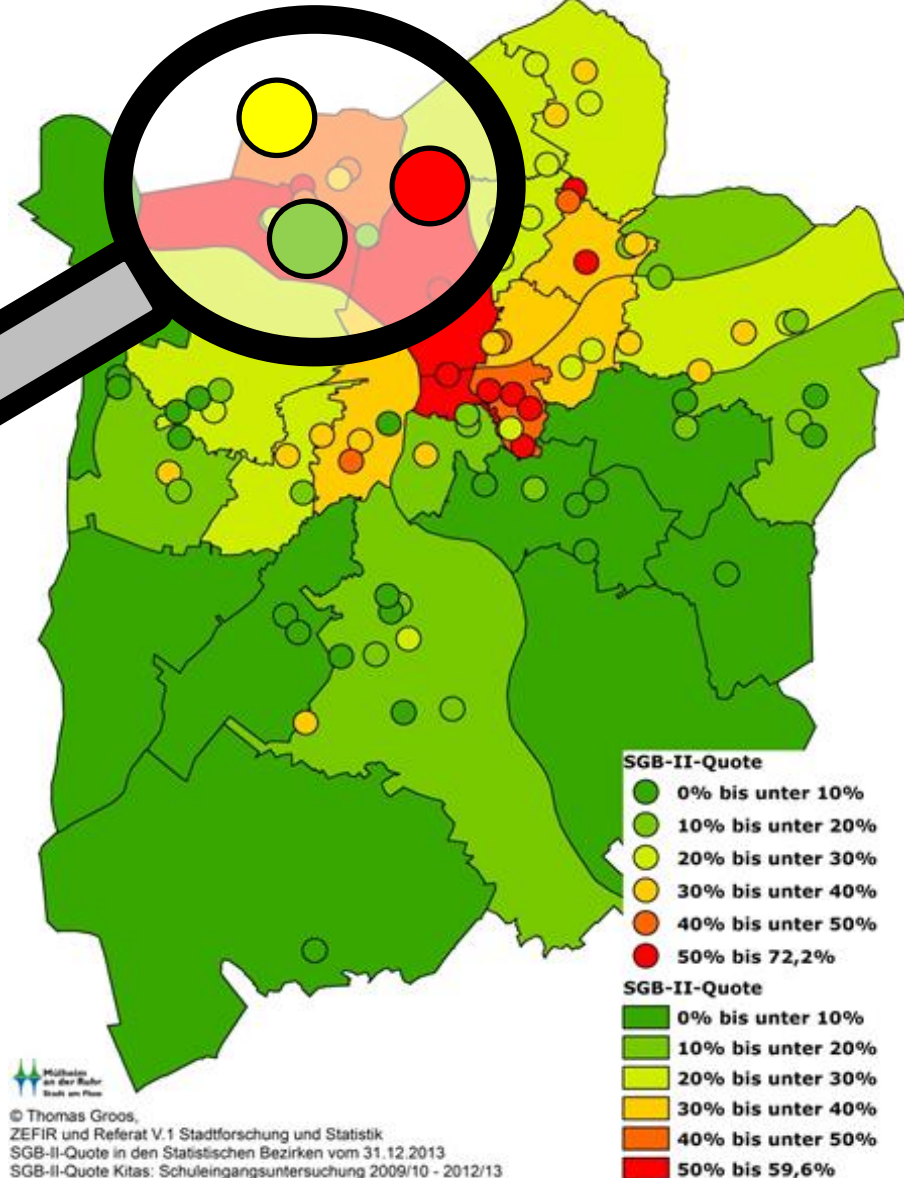 SGB-II-Quote
0% bis unter 10%
10% bis unter 20%
20% bis unter 30%
30% bis unter 40%
40% bis unter 50%
50% bis 72,2%
SGB-II-Quote
0% bis unter 10%
10% bis unter 20%
20% bis unter 30%
30% bis unter 40%
40% bis unter 50%
50% bis 59,6%
Mülheim
an der Ruhr
Stadt am Fluss
© Thomas Groos,
ZEFIR und Referat V.1 Stadtforschung und Statistik
SGB-II-Quote in den Statistischen Bezirken vom 31.12.2013
SGB-II-Quote Kitas: Schuleingangsuntersuchung 2009/10 - 2012/13